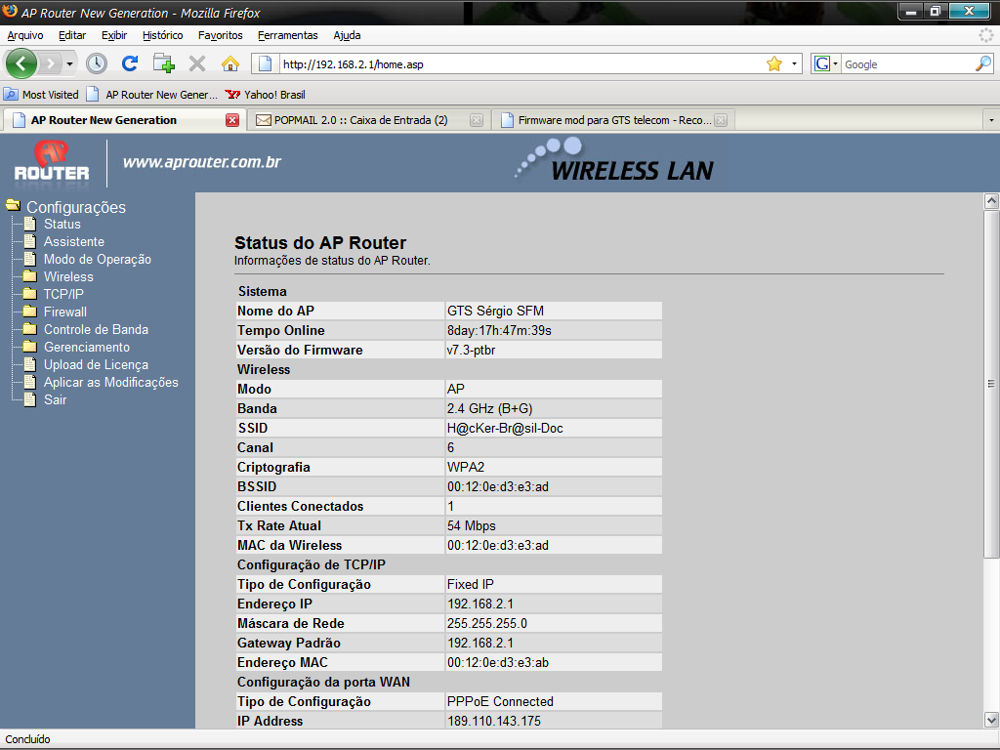 AP Router New Generation - Mozilla Firefox
Arquivo Editar Exibir Histórico Favoritos Ferramentas Ajuda
http://192.168.2.1/home.asp
G Google
Most Visited AP Router New Gener... Yahoo! Brasil
AP Router New Generation POPMAIL 2.0 :: Caixa de Entrada (2) Firmware mod para GTS telecom - Reco...
AP ROUTER www.aprouter.com.br WIRELESS LAN
Configurações
Status
Assistente
Modo de Operação
Wireless
TCP/IP
Firewall
Controle de Banda
Gerenciamento
Upload de Licença
Aplicar as Modificações
Sair
Status do AP Router
Informações de status do AP Router.
Sistema
Nome do AP GTS Sérgio SFM
Tempo Online 8day:17h:47m:39s
Versão do Firmware v7.3-ptbr
Wireless
Modo AP
Banda 2.4 GHz (B+G)
SSID H@cKer-Br@sil-Doc
Canal 6
Criptografia WPA2
BSSID 00:12:0e:d3:e3:ad
Clientes Conectados 1
Tx Rate Atual 54 Mbps
MAC da Wireless 00:12:0e:d3:e3:ad
Configuração de TCP/IP
Tipo de Configuração Fixed IP
Endereço IP 192.168.2.1
Máscara de Rede 255.255.255.0
Gateway Padrão 192.168.2.1
Endereço MAC 00:12:0e:d3:e3:ab
Configuração da porta WAN
Tipo de Configuração PPPoE Connected
IP Address 189.110.143.175
Concluído